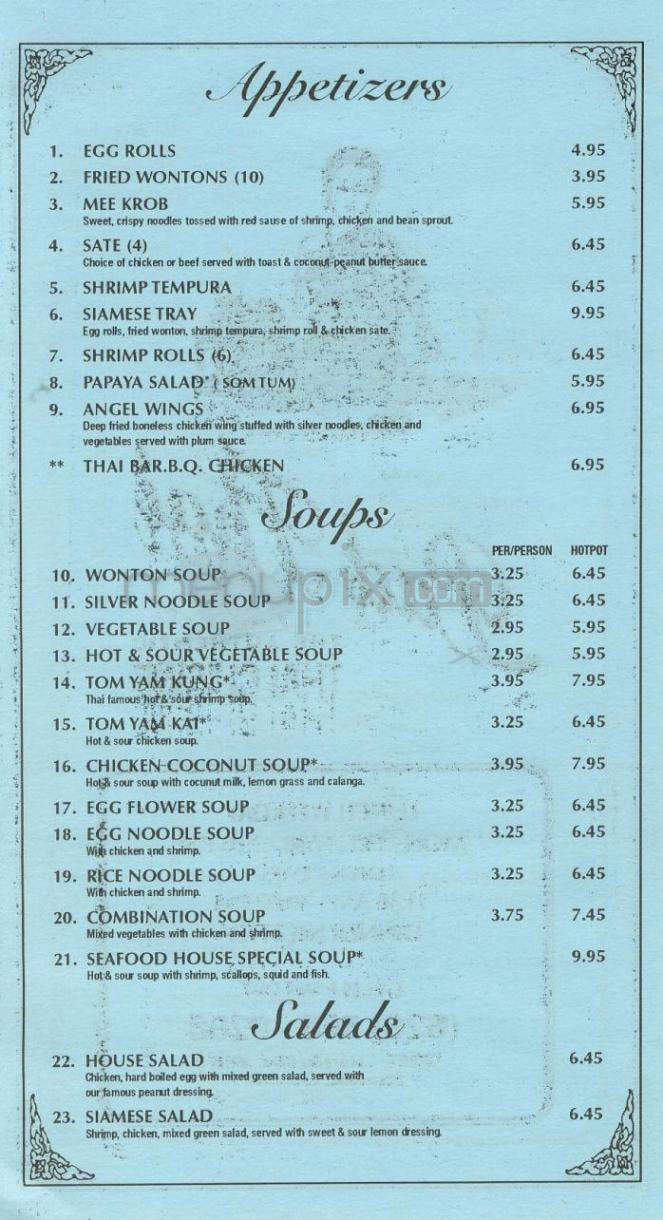 Appetizers
1. EGG ROLLS 4.95
2. FRIED WONTONS (10) 3.95
3. MEE KROB 5.95
Sweet, crispy noodles tossed with red sause of shrimp, chicken and bean sprout.
4. SATE (4) 6.45
Choice of chicken or beef served with toast & coconut-peanut butter sauce.
5. SHRIMP TEMPURA 6.45
6. SIAMESE TRAY 9.95
Egg rolls, fried wonton, shrimp tempura, shrimp roll & chicken sate.
7. SHRIMP ROLLS (6) 6.45
8. PAPAYA SALAD* (SOM TUM) 5.95
9. ANGEL WINGS 6.95
Deep fried boneless chicken wing stuffed with silver noodles, chicken and
vegetables served with plum sauce.
** THAI BAR.B.Q. CHICKEN 6.95
Soups
PER/PERSON HOTPOT
10. WONTON SOUP 3.25 6.45
menupix.com
11. SILVER NOODLE SOUP 3.25 6.45
12. VEGETABLE SOUP 2.95 5.95
13. HOT & SOUR VEGETABLE SOUP 2.95 5.95
14. TOM YAM KUNG* 3.95 7.95
Thai famous hot & sour shrimp soup.
15. TOM YAM KAI* 3.25 6.45
Hot & sour chicken soup.
16. CHICKEN-COCONUT SOUP* 3.95 7.95
Hot & sour soup with cocunut milk, lemon grass and calanga.
17. EGG FLOWER SOUP 3.25 6.45
18. EGG NOODLE SOUP 3.25 6.45
With chicken and shrimp.
19. RICE NOODLE SOUP 3.25 6.45
With chicken and shrimp.
20. COMBINATION SOUP 3.75 7.45
Mixed vegetables with chicken and shrimp.
21. SEAFOOD HOUSE SPECIAL SOUP* 9.95
Hot & sour soup with shrimp, scallops, squid and fish.
Salads
22. HOUSE SALAD 6.45
Chicken, hard boiled egg with mixed green salad, served with
our famous peanut dressing.
23. SIAMESE SALAD 6.45
Shrimp, chicken, mixed green salad, served with sweet & sour lemon dressing.